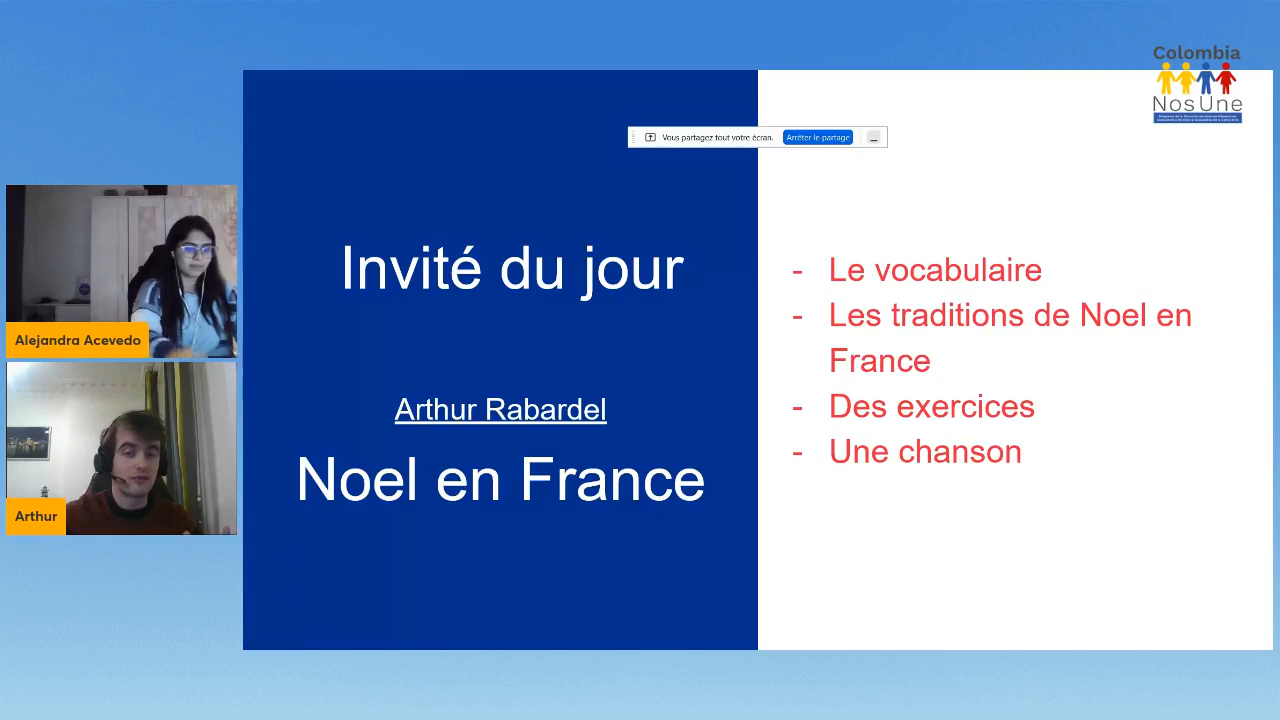 Colombia
NosUne
Vous partagez tout votre écran.
Arrêter le partage
Invité du jour
Arthur Rabardel
Noel en France
- Le vocabulaire
- Les traditions de Noel en
France
- Des exercices
- Une chanson
Alejandra Acevedo
Arthur